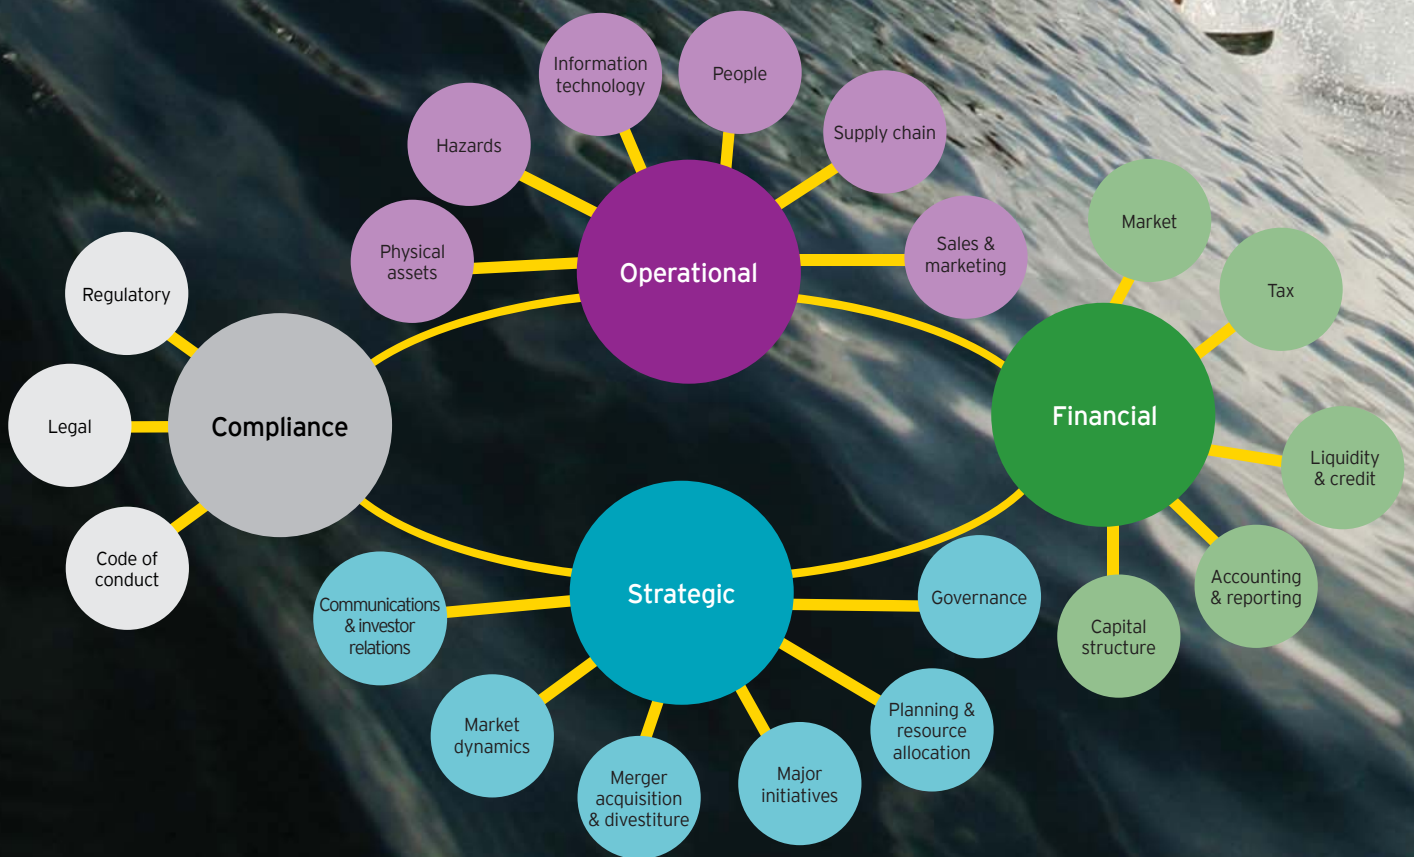 Information
technology
People
Supply chain
Hazards
Physical
assets
Operational
Sales &
marketing
Market
Tax
Financial
Liquidity
& credit
Accounting
& reporting
Capital
structure
Regulatory
Legal
Compliance
Code of
conduct
Strategic
Communications
& investor
relations
Governance
Market
dynamics
Merger
acquisition
& divestiture
Major
initiatives
Planning &
resource
allocation